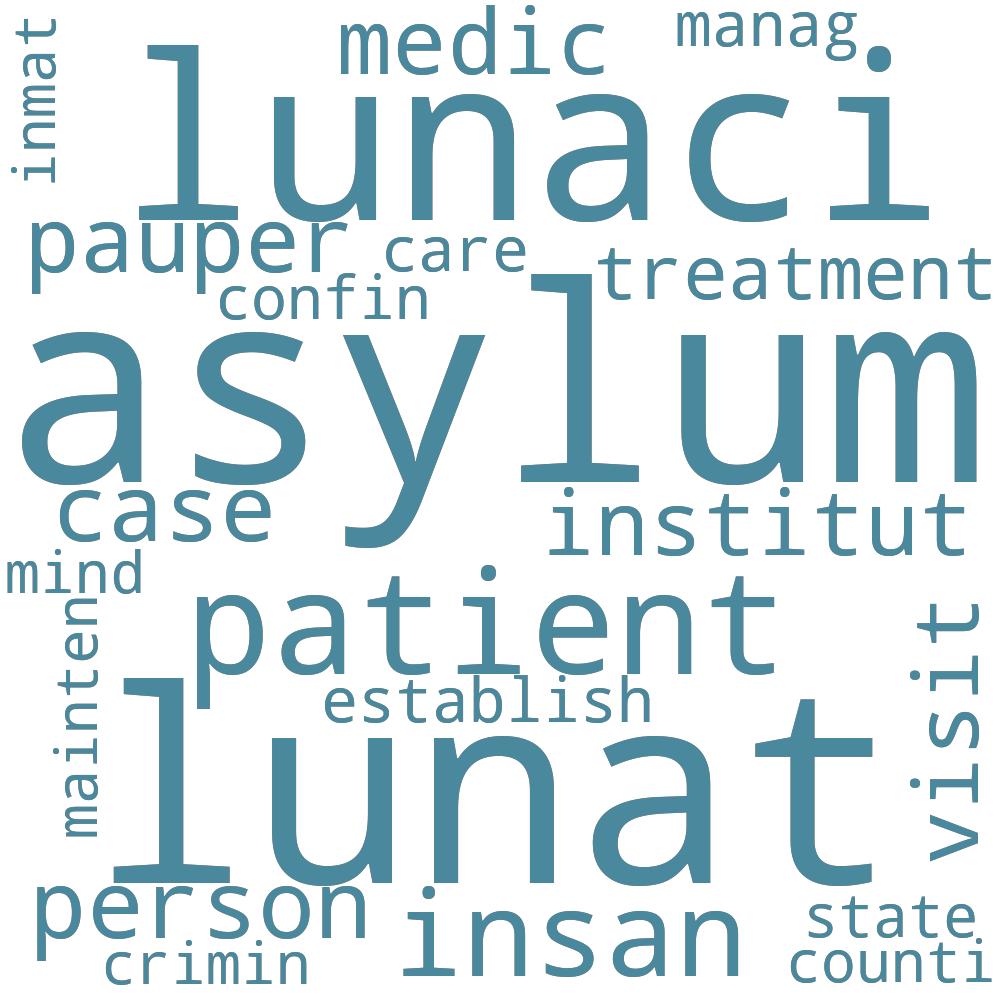 inmat
medic
manag
lunaci
pauper
care
treatment
confin
asylum
case
institut
mind
patient
mainten
establish
visit
lunat
person
insan
state
crimin
counti